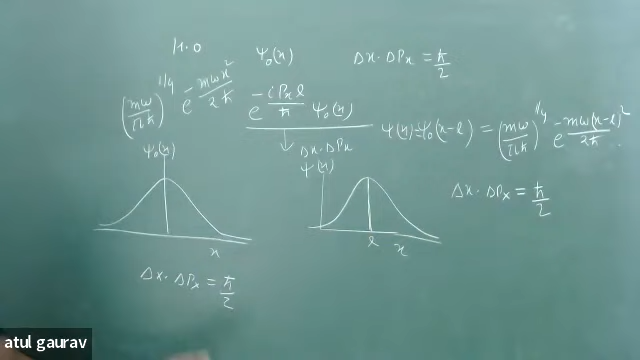 H.O ψ₀(x) Δx·ΔPₓ = ħ/2
(mω/πħ)^1/4 e^-mωx²/2ħ
e^-iPₓl/ħ ψ₀(x)
ψ(x)=ψ₀(x-l) = (mω/πħ)^1/4 e^-mω(x-l)²/2ħ
↓ Δx·ΔPₓ
ψ₀(x)
ψ(x)
Δx·ΔPₓ = ħ/2
x
l x
Δx·ΔPₓ = ħ/2
atul gaurav